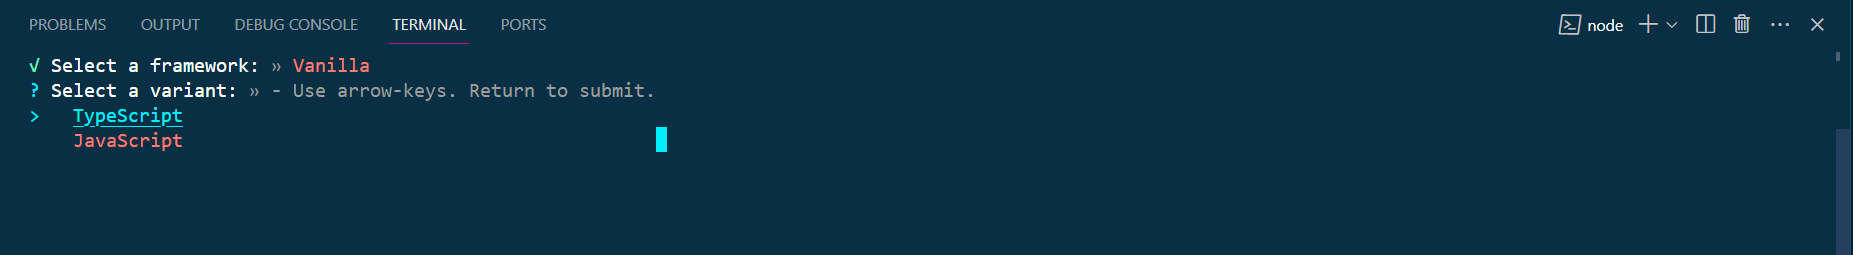 PROBLEMS OUTPUT DEBUG CONSOLE TERMINAL PORTS node
√ Select a framework: » Vanilla
? Select a variant: » - Use arrow-keys. Return to submit.
> TypeScript
JavaScript